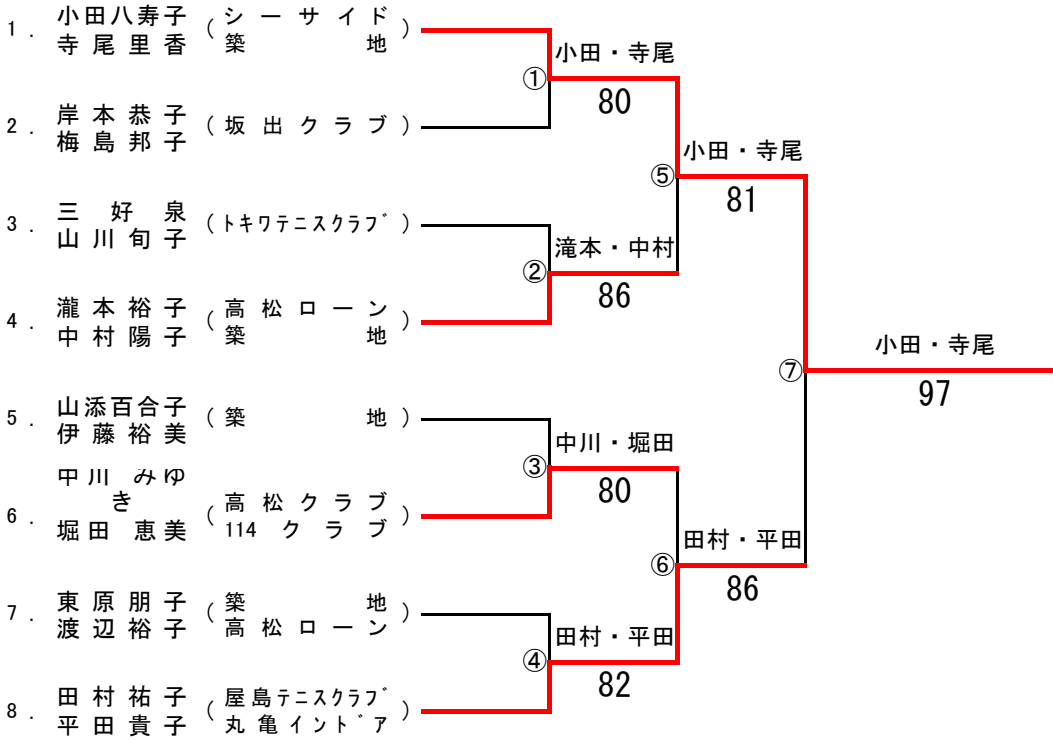 1. 小田八寿子 (シーサイド)
寺尾里香 築地
2. 岸本恭子 (坂出クラブ)
梅島邦子
3. 三好泉 (トキワテニスクラブ)
山川旬子
4. 瀧本裕子 (高松ローン)
中村陽子 築地
5. 山添百合子 (築地)
伊藤裕美
6. 中川 みゆ
き (高松クラブ)
堀田 恵美 114クラブ
7. 東原朋子 (築地)
渡辺裕子 高松ローン
8. 田村祐子 (屋島テニスクラブ)
平田貴子 丸亀インドア
① 小田・寺尾
80
② 滝本・中村
86
③ 中川・堀田
80
④ 田村・平田
82
⑤ 小田・寺尾
81
⑥ 田村・平田
86
⑦ 小田・寺尾
97